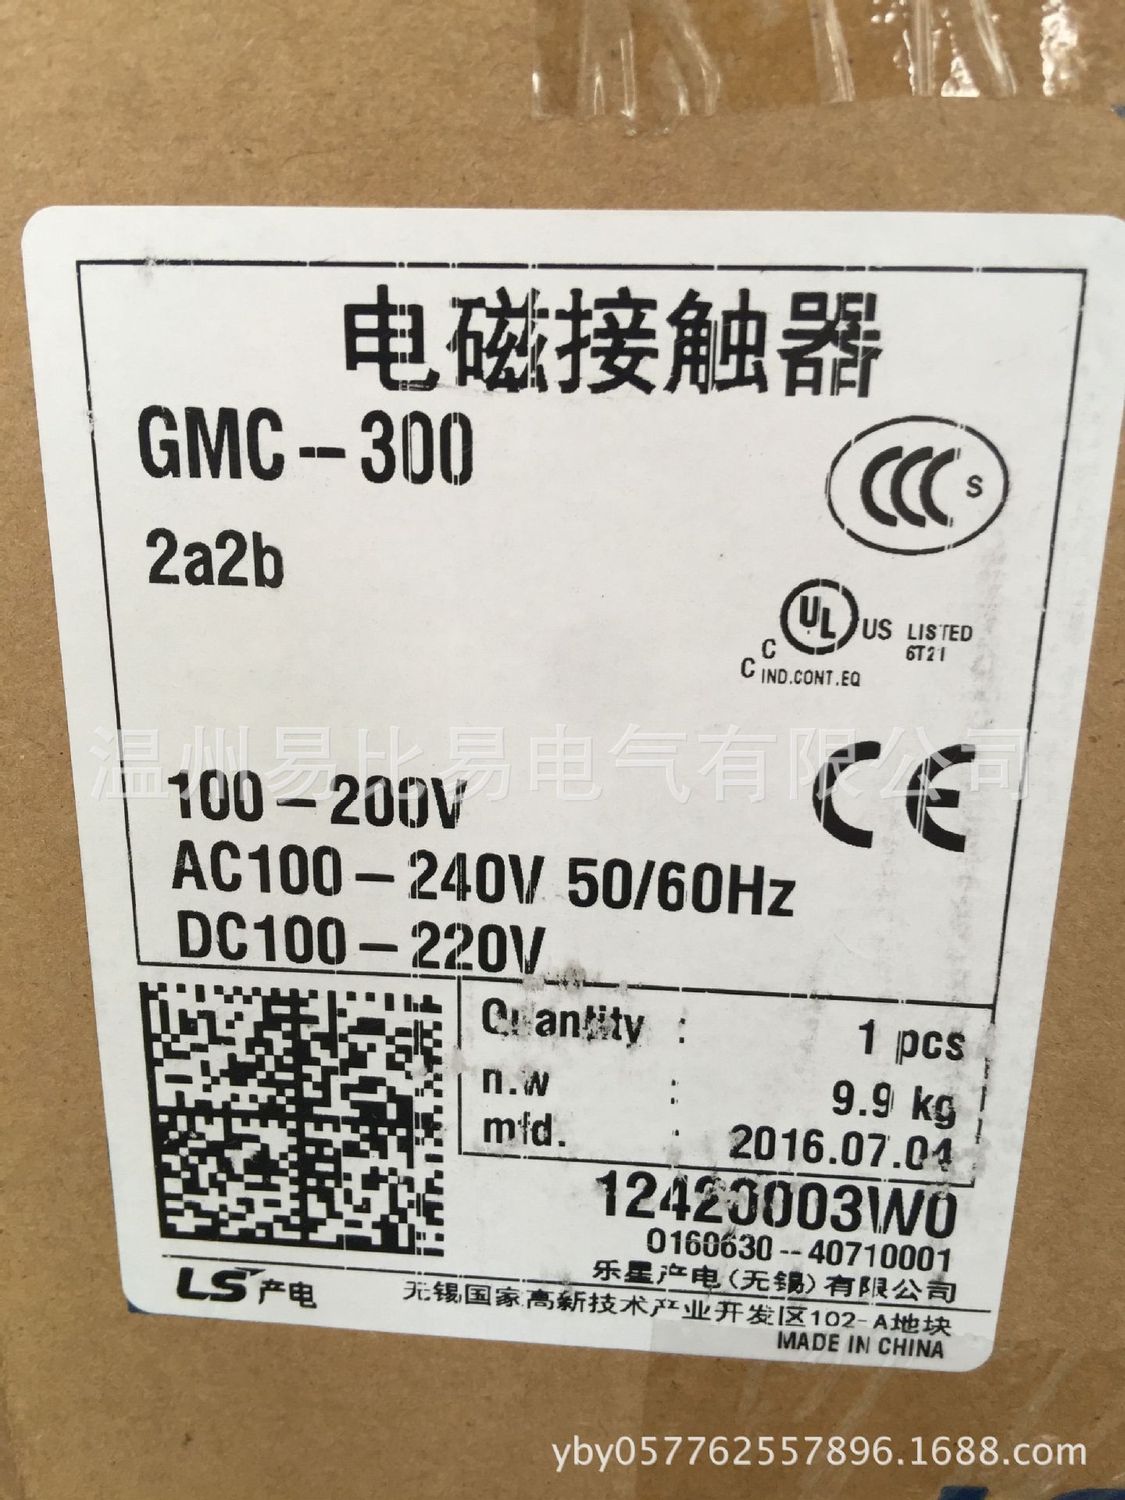 电磁接触器
GMC-300
CCC S
2a2b
C UL US LISTED
6T21
C IND.CONT.EQ
温州易比易电气有限公司
100-200V
CE
AC100-240V 50/60Hz
DC100-220V
Quantity : 1 pcs
n.w : 9.9 kg
mfd. : 2016.07.04
12420003W0
0160630-40710001
乐星产电(无锡)有限公司
LS产电
无锡国家高新技术产业开发区102-A地块
MADE IN CHINA
yby057762557896.1688.com